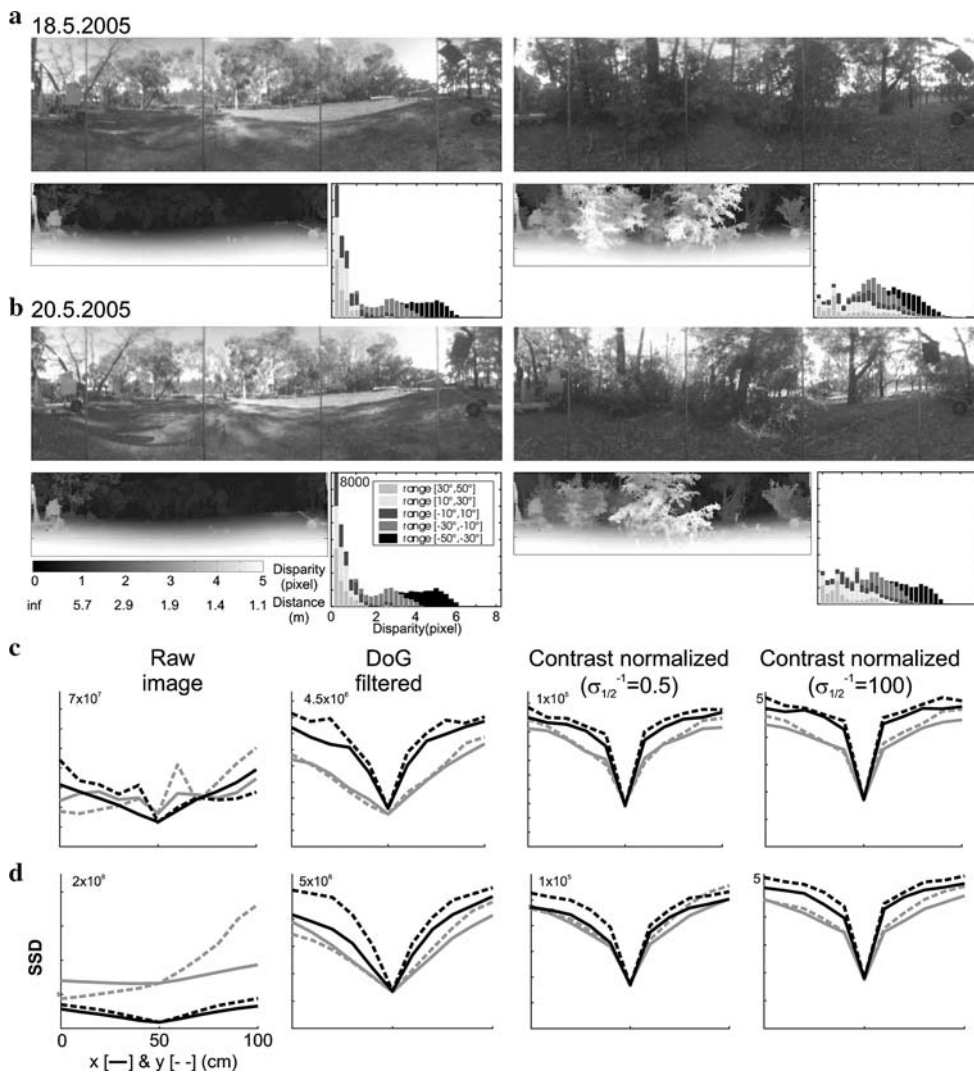 a
18.5.2005
b 20.5.2005
8000
range [30°,50°]
range [10°,30°]
range [-10°,10°]
range [-30°,-10°]
range [-50°,-30°]
0 1 2 3 4 5 Disparity (pixel)
inf 5.7 2.9 1.9 1.4 1.1 Distance (m)
0 2 4 6 8
Disparity(pixel)
c
Raw image
DoG filtered
Contrast normalized (σ1/2⁻¹=0.5)
Contrast normalized (σ1/2⁻¹=100)
7x10⁷
4.5x10⁶
1x10⁵
5
d
2x10⁸
5x10⁶
1x10⁵
5
SSD
0 50 100
x [—] & y [- -] (cm)